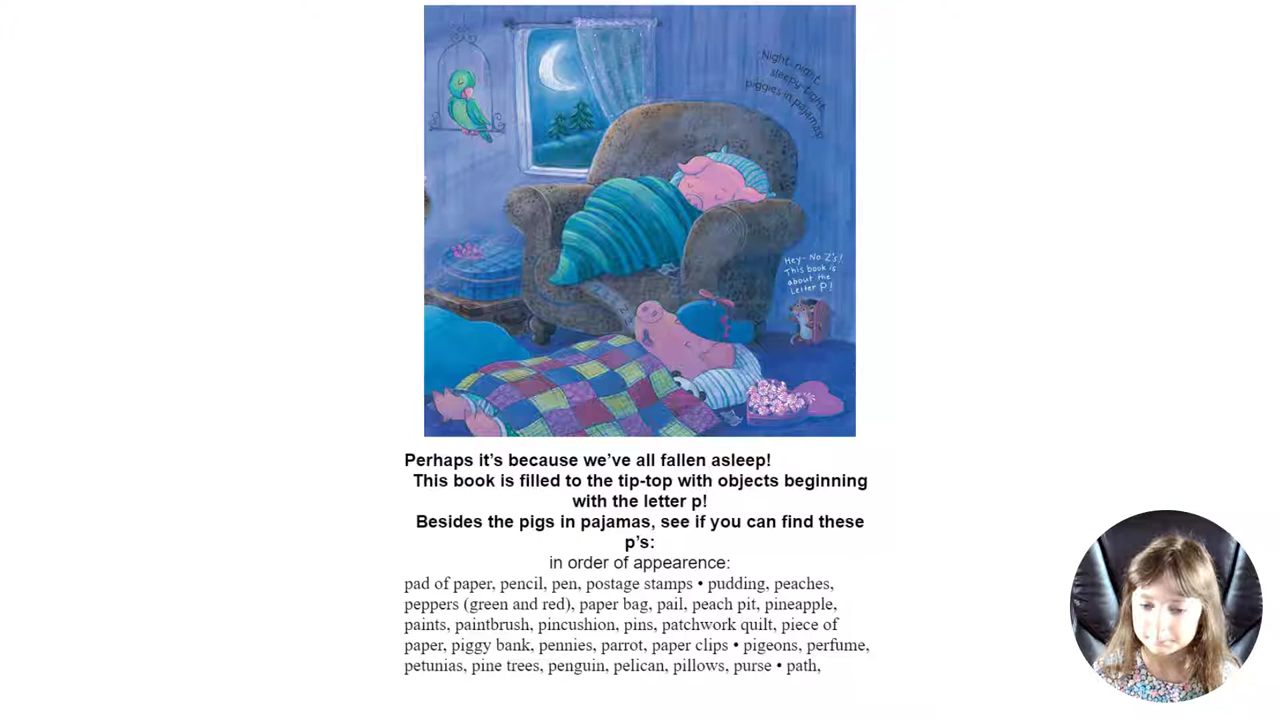 Night-night,
sleepy-tight,
piggies in pajamas!
Hey- No Z's!
This book is
about the
Letter P!
Perhaps it’s because we’ve all fallen asleep!
This book is filled to the tip-top with objects beginning
with the letter p!
Besides the pigs in pajamas, see if you can find these
p’s:
in order of appearence:
pad of paper, pencil, pen, postage stamps • pudding, peaches,
peppers (green and red), paper bag, pail, peach pit, pineapple,
paints, paintbrush, pincushion, pins, patchwork quilt, piece of
paper, piggy bank, pennies, parrot, paper clips • pigeons, perfume,
petunias, pine trees, penguin, pelican, pillows, purse • path,